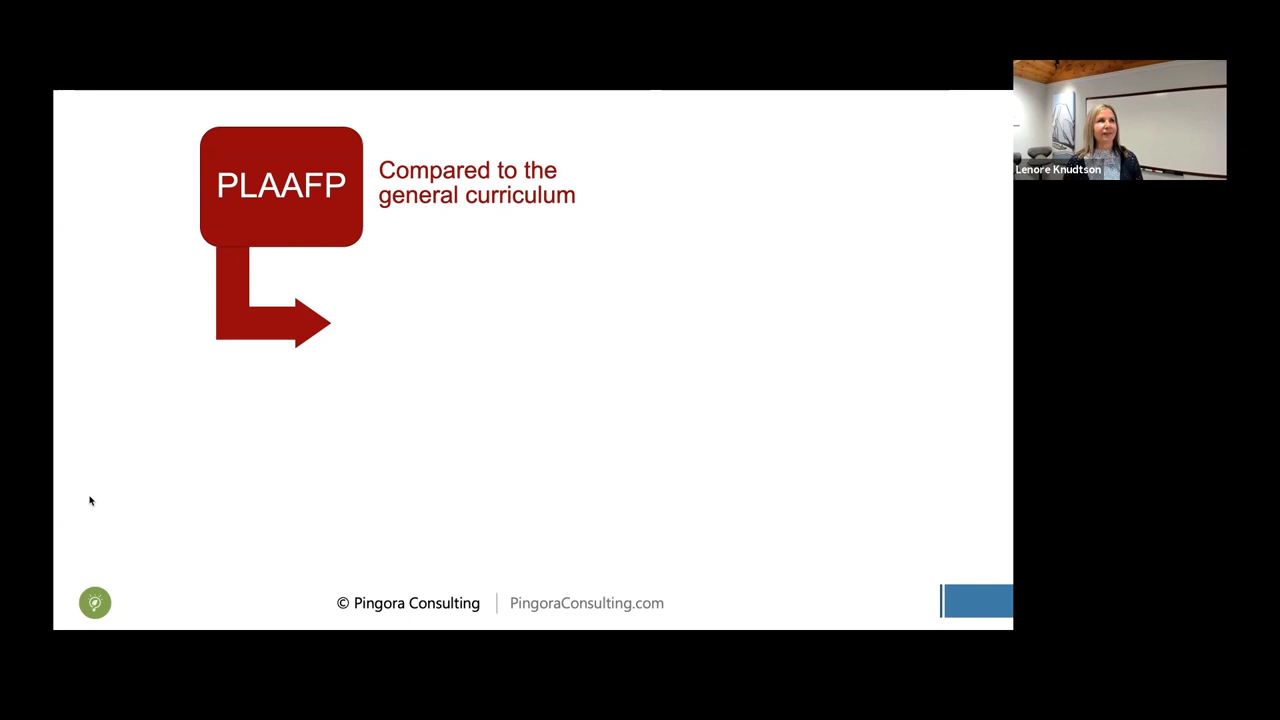 PLAAFP
Compared to the
general curriculum
Lenore Knudtson
© Pingora Consulting
PingoraConsulting.com